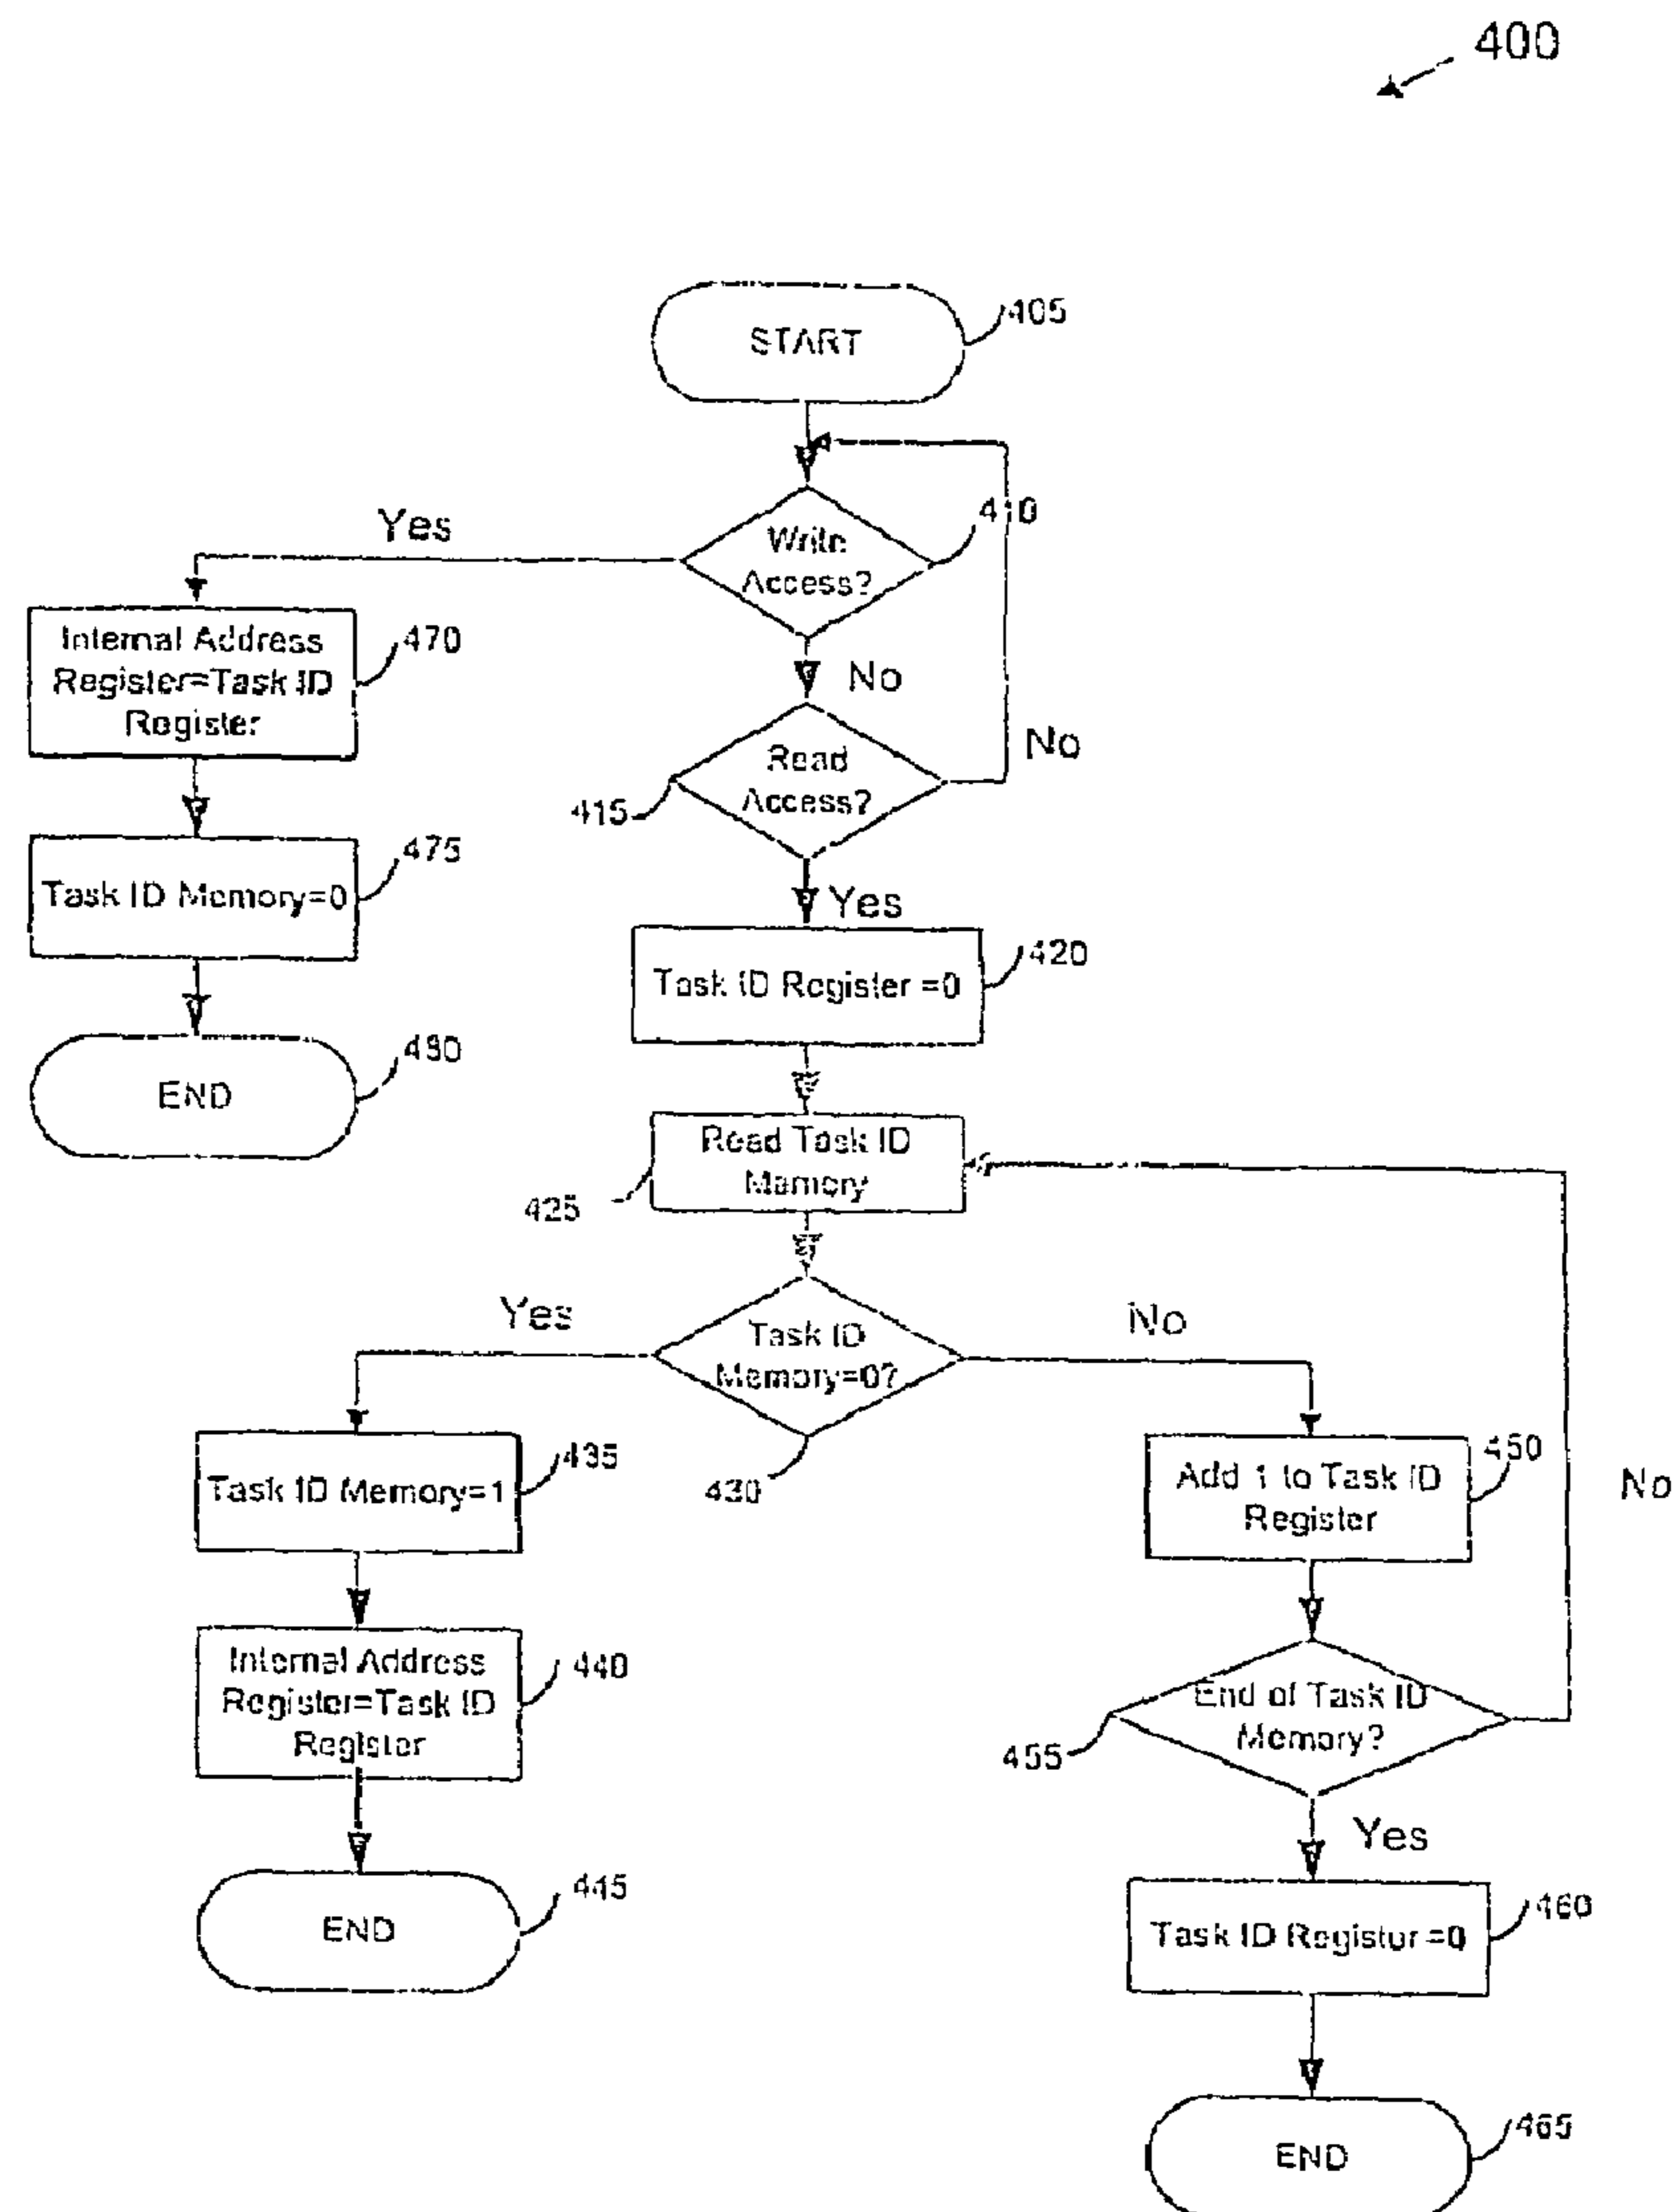 400
START
405
Yes
Write
Access?
410
No
Internal Address
Register=Task ID
Register
470
Read
Access?
415
No
Yes
Task ID Memory=0
475
Task ID Register =0
420
END
480
Read Task ID
Memory
425
Yes
Task ID
Memory=0?
430
No
Task ID Memory=1
435
Add 1 to Task ID
Register
450
No
Internal Address
Register=Task ID
Register
440
End of Task ID
Memory?
455
Yes
END
445
Task ID Register =0
460
END
465